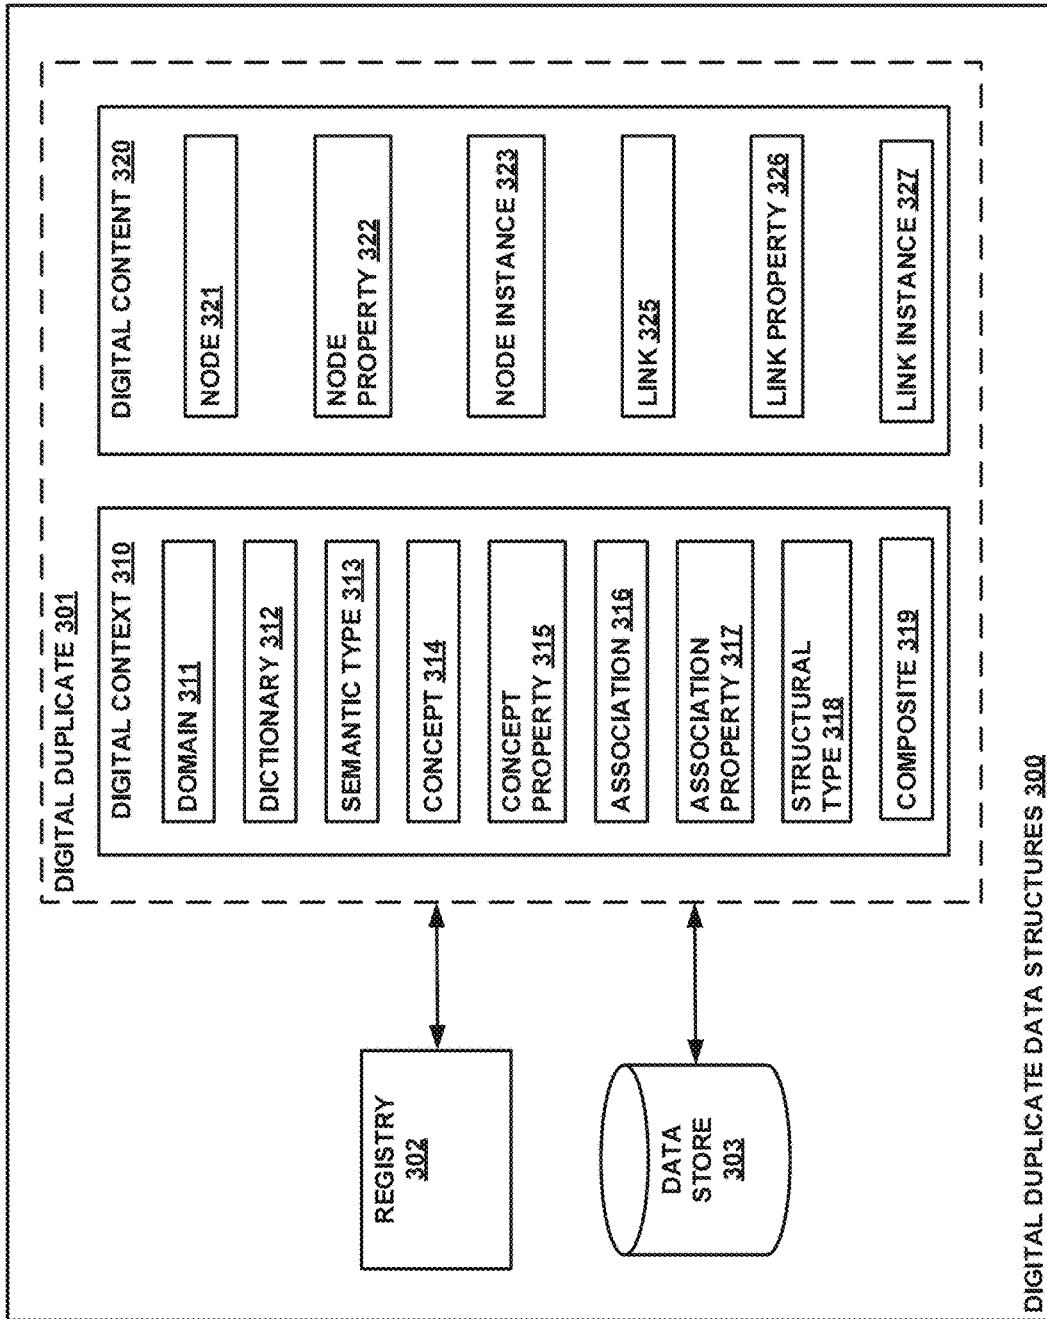 DIGITAL DUPLICATE 301
DIGITAL CONTEXT 310
DOMAIN 311
DICTIONARY 312
SEMANTIC TYPE 313
CONCEPT 314
CONCEPT
PROPERTY 315
ASSOCIATION 316
ASSOCIATION
PROPERTY 317
STRUCTURAL
TYPE 318
COMPOSITE 319
DIGITAL CONTENT 320
NODE 321
NODE
PROPERTY 322
NODE INSTANCE 323
LINK 325
LINK PROPERTY 326
LINK INSTANCE 327
REGISTRY
302
DATA
STORE
303
DIGITAL DUPLICATE DATA STRUCTURES 300